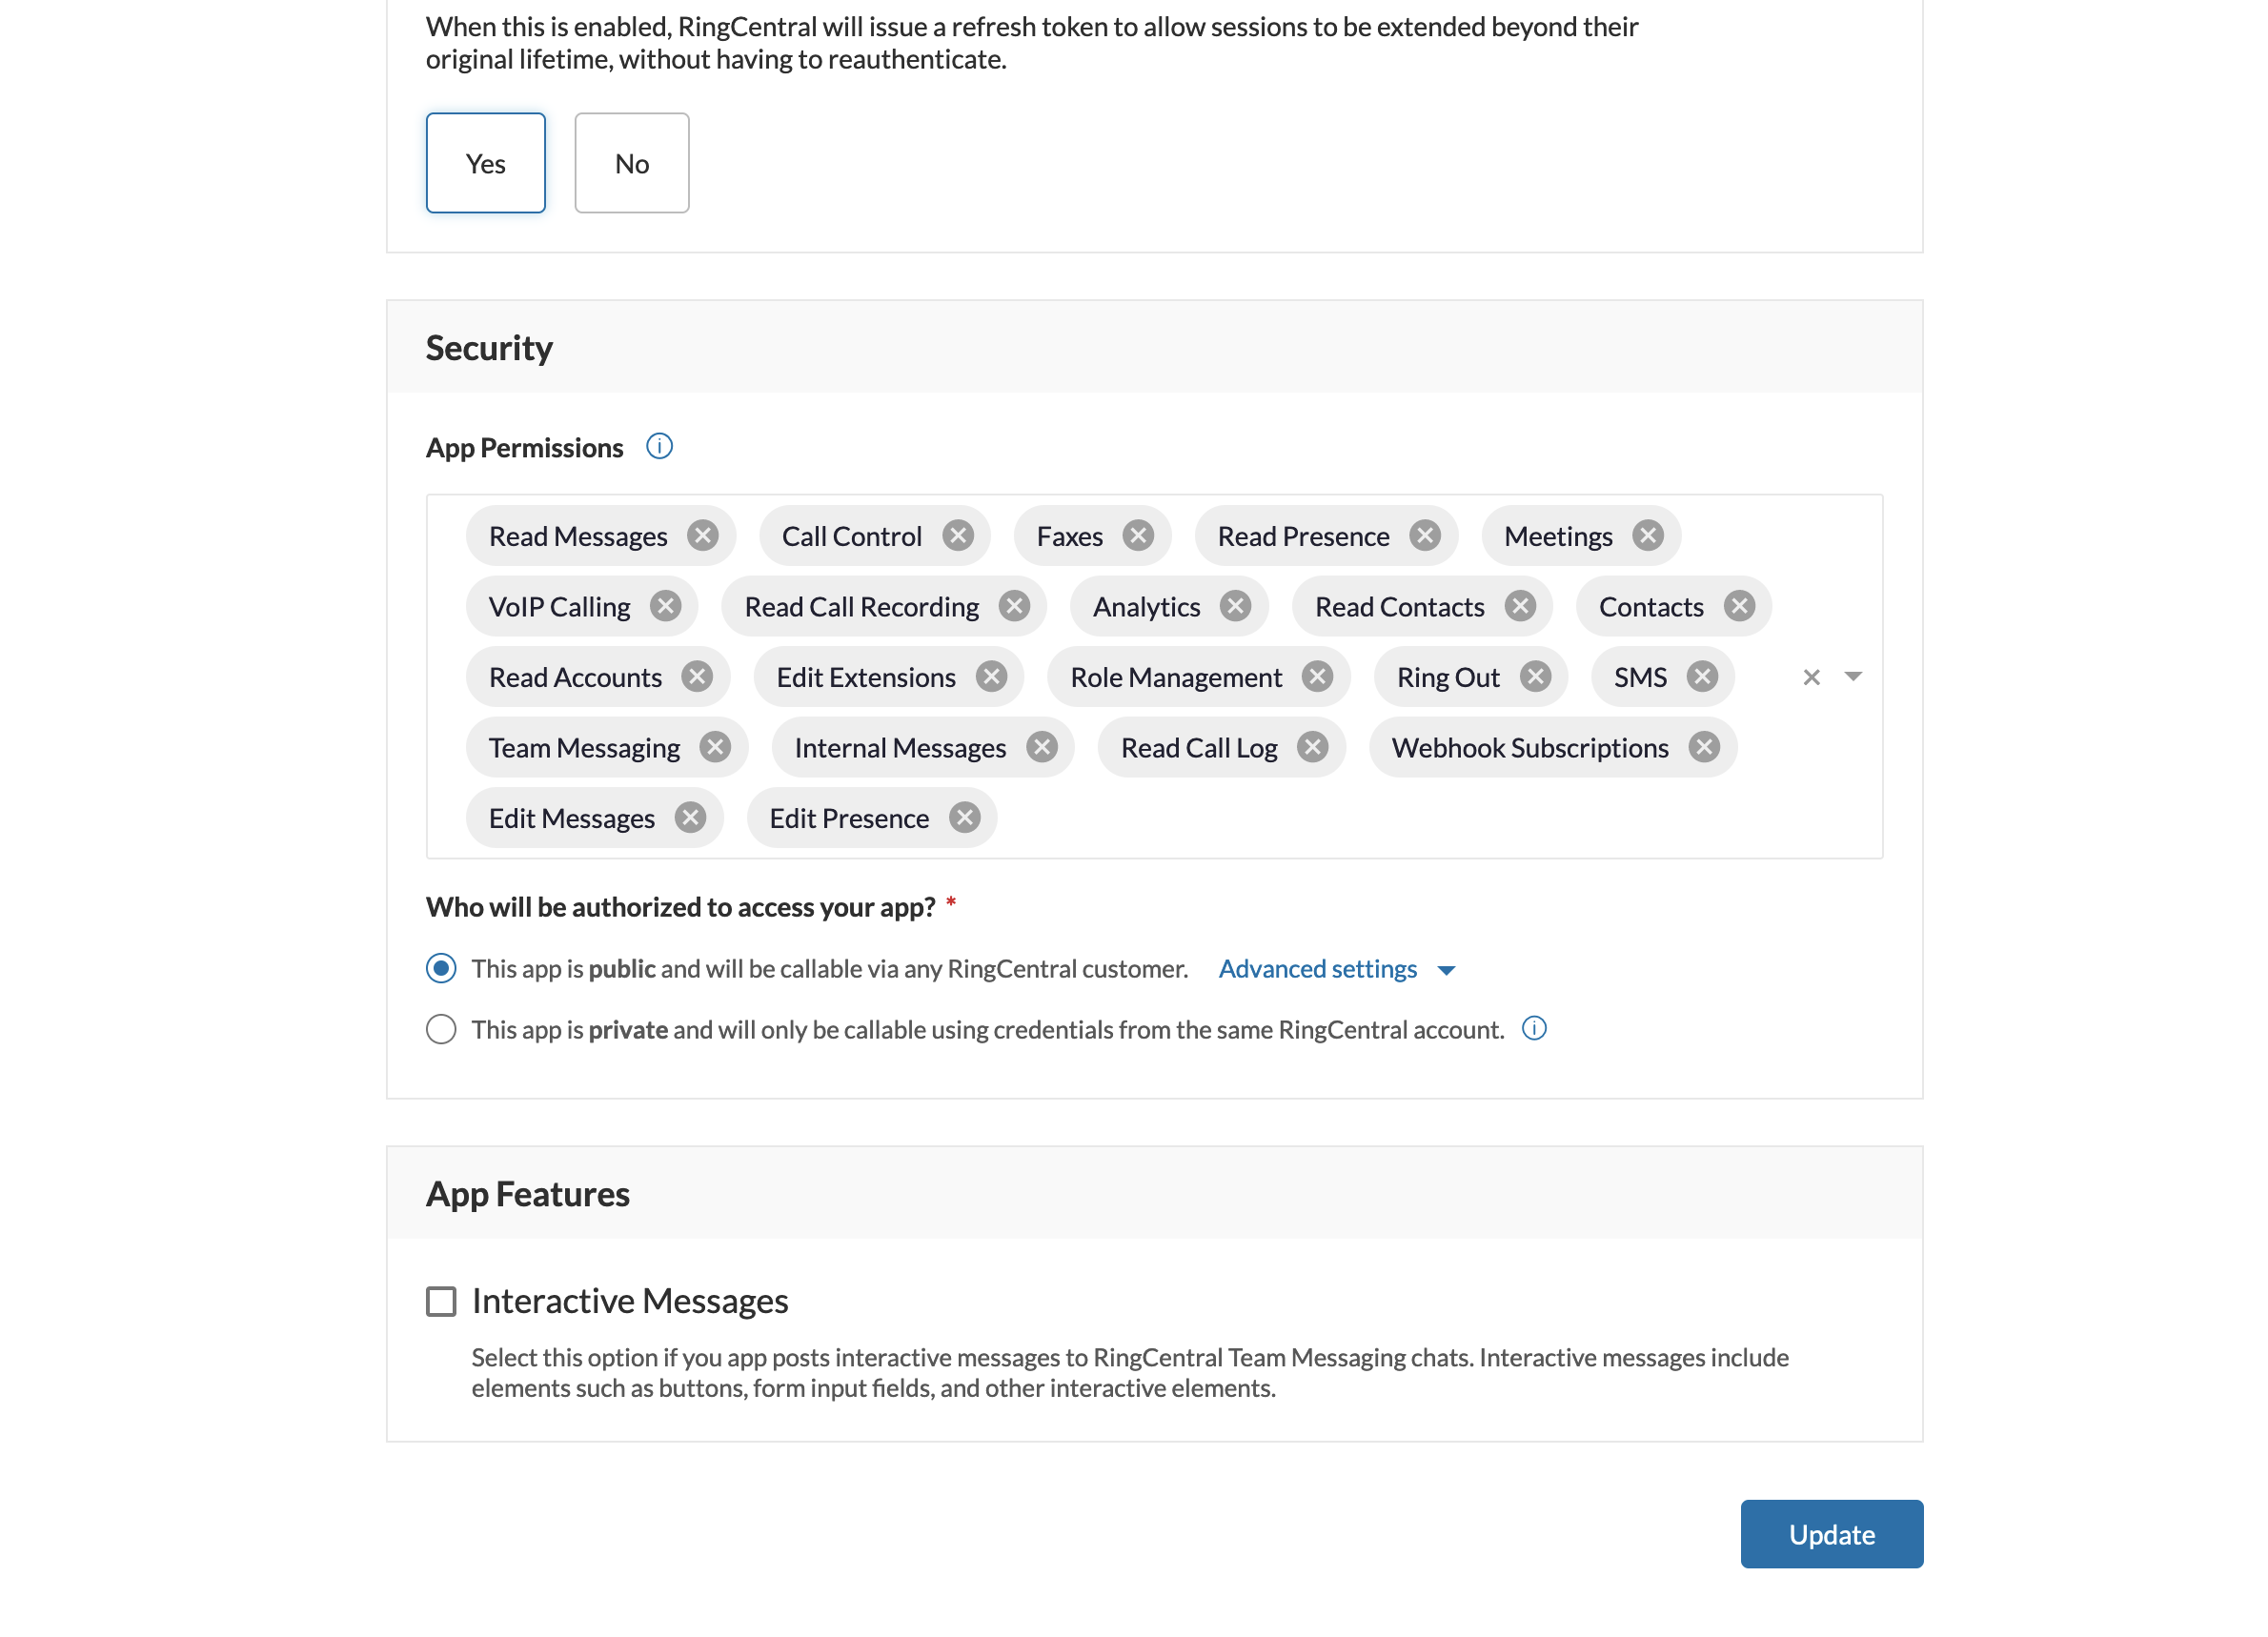 When this is enabled, RingCentral will issue a refresh token to allow sessions to be extended beyond their
original lifetime, without having to reauthenticate.
Yes No
Security
App Permissions
Read Messages Call Control Faxes Read Presence Meetings
VoIP Calling Read Call Recording Analytics Read Contacts Contacts
Read Accounts Edit Extensions Role Management Ring Out SMS
Team Messaging Internal Messages Read Call Log Webhook Subscriptions
Edit Messages Edit Presence
Who will be authorized to access your app? *
This app is public and will be callable via any RingCentral customer. Advanced settings
This app is private and will only be callable using credentials from the same RingCentral account.
App Features
Interactive Messages
Select this option if you app posts interactive messages to RingCentral Team Messaging chats. Interactive messages include
elements such as buttons, form input fields, and other interactive elements.
Update